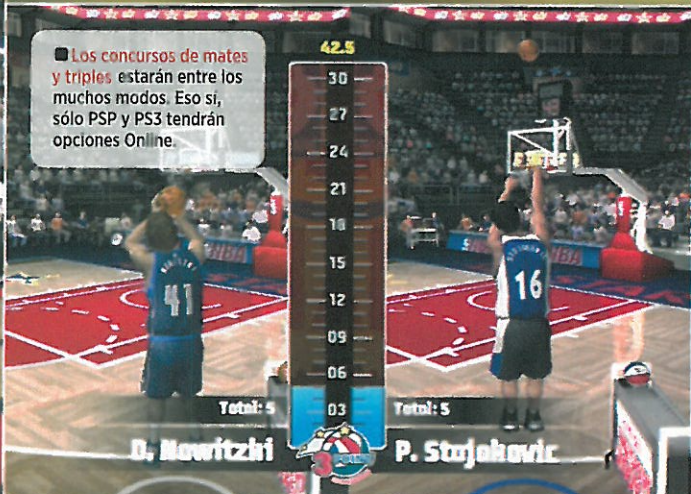 Los concursos de mates
y triples estarán entre los
muchos modos. Eso sí,
sólo PSP y PS3 tendrán
opciones Online.
42.5
30
27
24
21
18
15
12
09
06
03
41
16
NBA
Total: 5
Total: 5
D. Nowitzki
P. Stojakovic
3